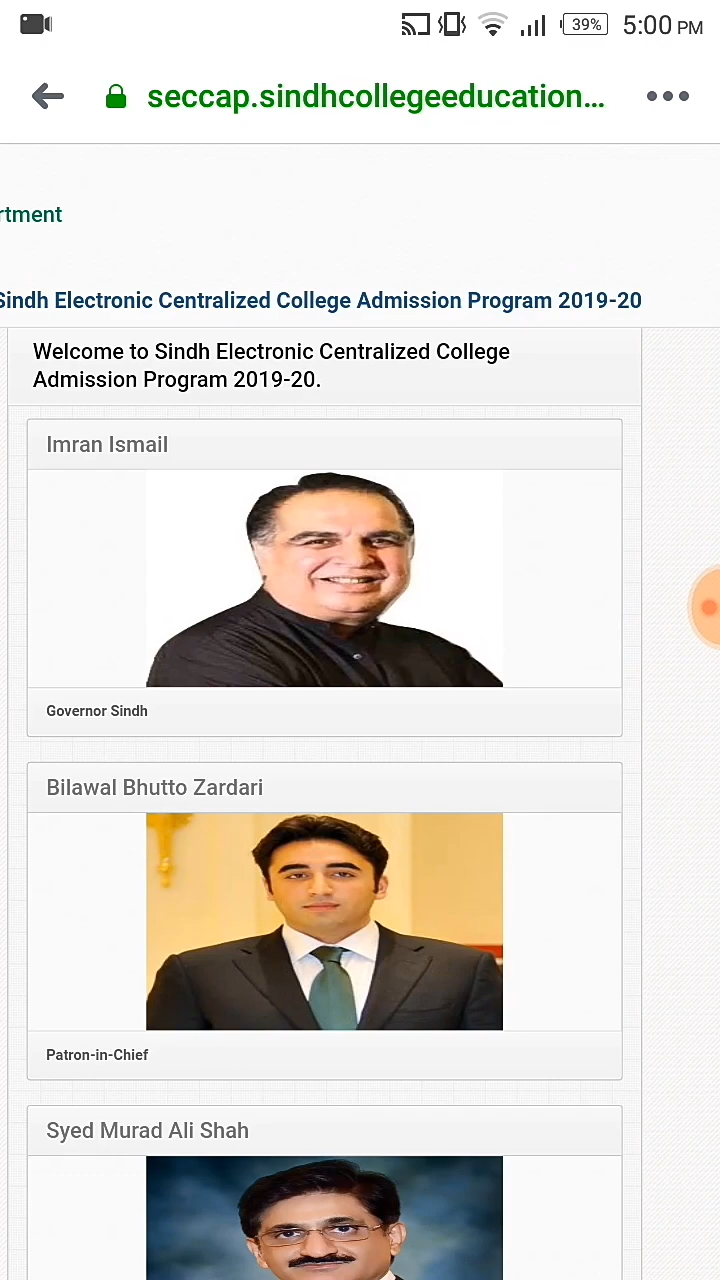 39% 5:00 PM
seccap.sindhcollegeeducation...
rtment
Sindh Electronic Centralized College Admission Program 2019-20
Welcome to Sindh Electronic Centralized College
Admission Program 2019-20.
Imran Ismail
Governor Sindh
Bilawal Bhutto Zardari
Patron-in-Chief
Syed Murad Ali Shah